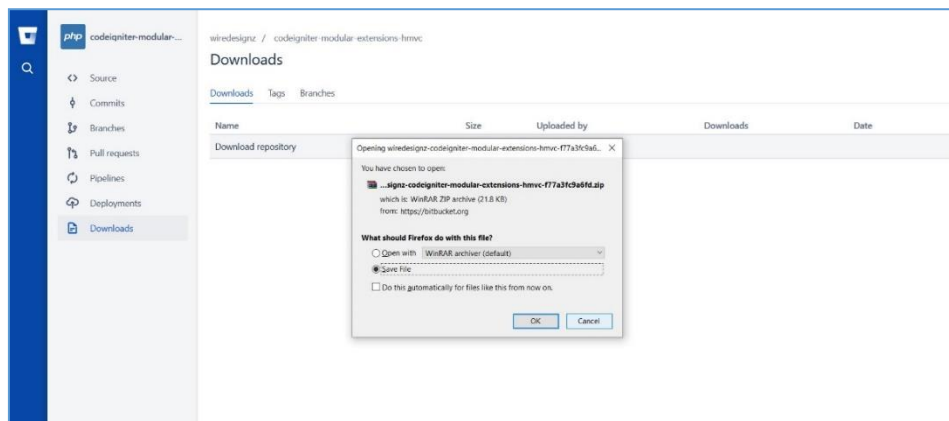 php codeigniter-modular-...
Source
Commits
Branches
Pull requests
Pipelines
Deployments
Downloads
wiredesignz / codeigniter-modular-extensions-hmvc
Downloads
Downloads Tags Branches
Name Size Uploaded by Downloads Date
Download repository
Opening wiredesignz-codeigniter-modular-extensions-hmvc-f77a3fc9a6...
You have chosen to open:
...signz-codeigniter-modular-extensions-hmvc-f77a3fc9a6fd.zip
which is: WinRAR ZIP archive (21.8 KB)
from: https://bitbucket.org
What should Firefox do with this file?
Open with WinRAR archiver (default)
Save File
Do this automatically for files like this from now on.
OK Cancel